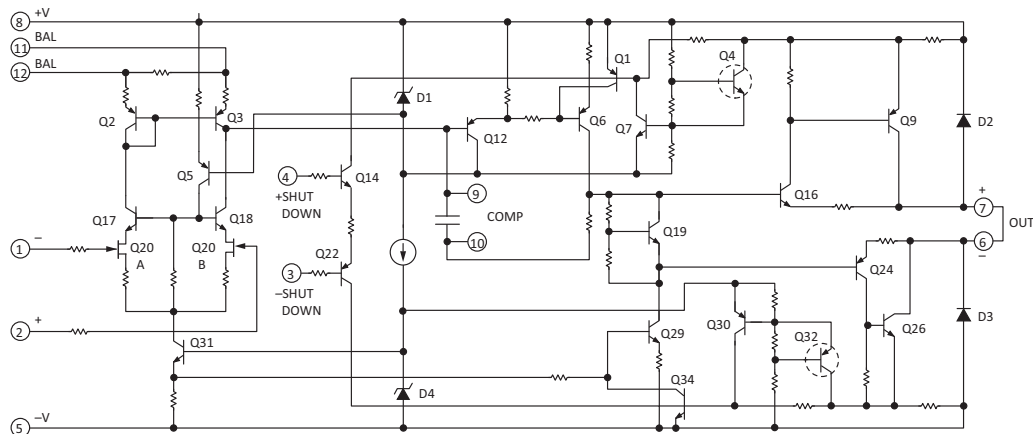 8 +V
11 BAL
12 BAL
Q1
Q4
D1
Q2
Q3
Q6
Q7
Q9
D2
Q12
Q5
4
Q14
+SHUT
DOWN
9
COMP
10
Q16
+
7
OUT
6
–
Q17
Q18
Q19
1 –
Q20
A
Q20
B
Q22
3
–SHUT
DOWN
Q24
2 +
Q29
Q30
Q32
Q26
D3
Q31
D4
Q34
5 –V